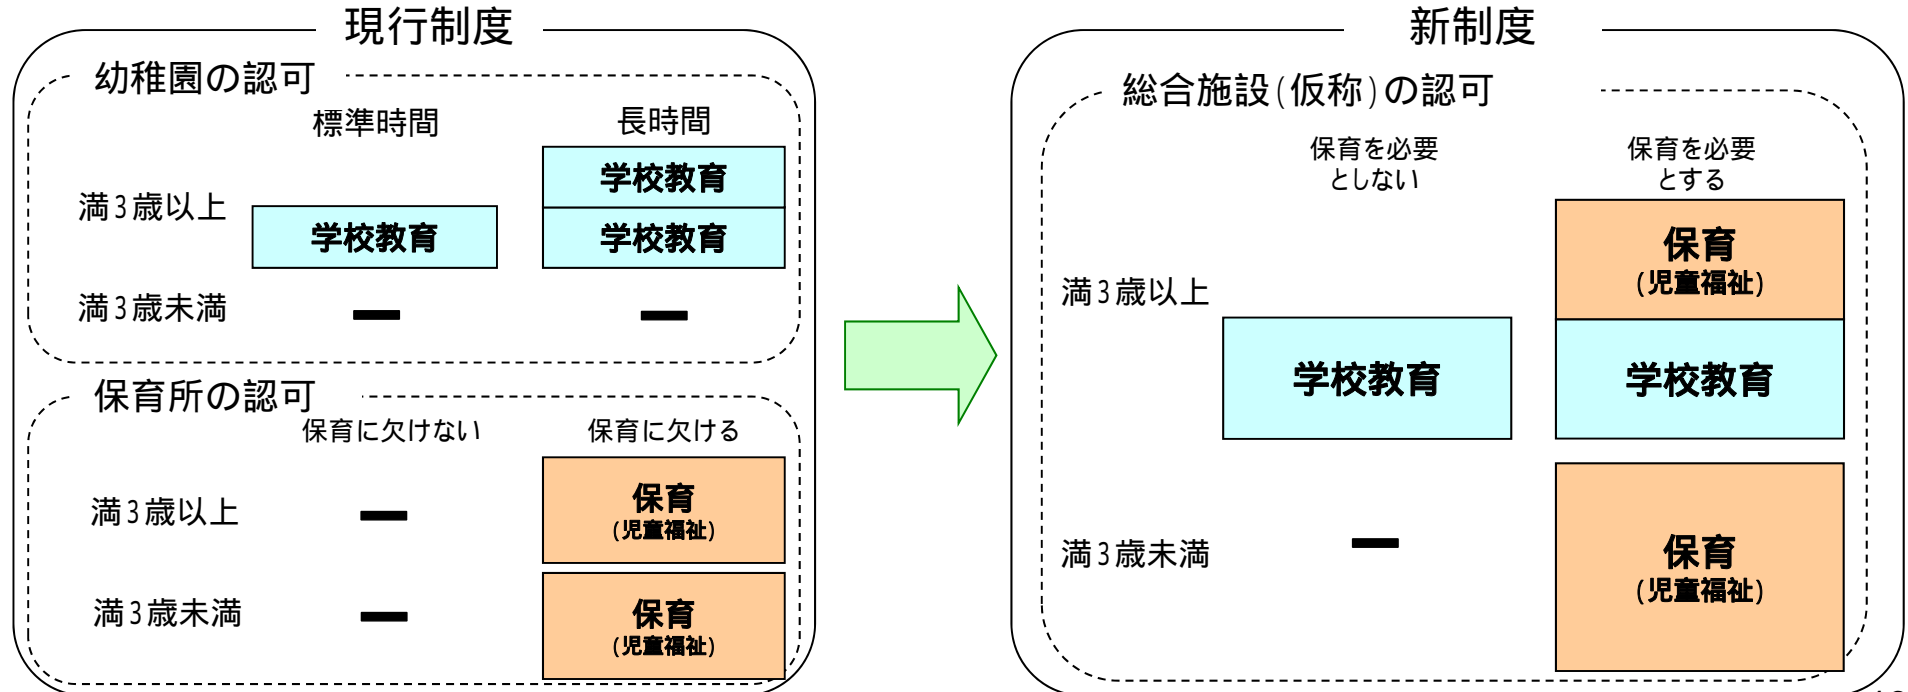 現行制度
幼稚園の認可
標準時間
長時間
満3歳以上
学校教育
学校教育
学校教育
満3歳未満
ー
ー
保育所の認可
保育に欠けない
保育に欠ける
満3歳以上
ー
保育
(児童福祉)
満3歳未満
ー
保育
(児童福祉)
新制度
総合施設(仮称)の認可
保育を必要
としない
保育を必要
とする
満3歳以上
学校教育
保育
(児童福祉)
学校教育
満3歳未満
ー
保育
(児童福祉)